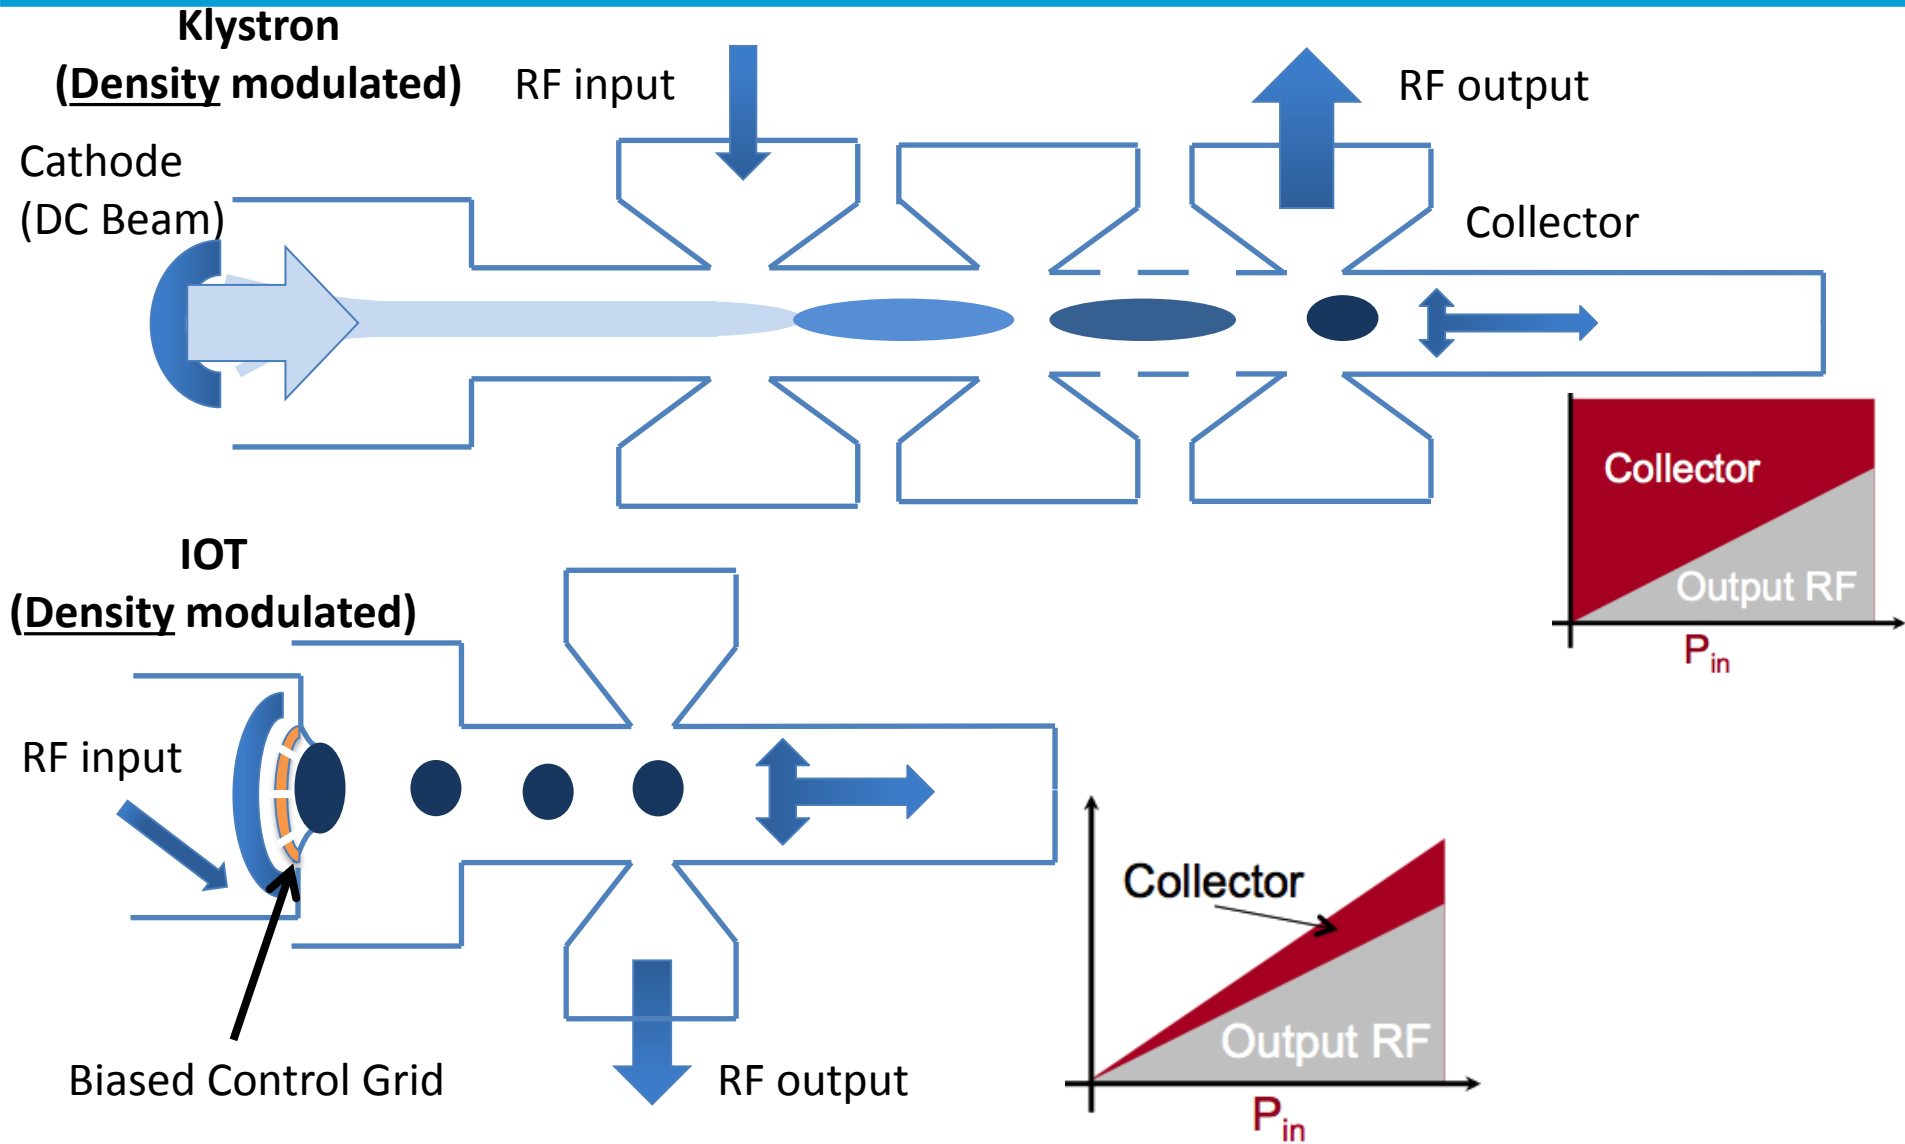 Klystron
(Density modulated)
RF input
RF output
Cathode
(DC Beam)
Collector
Collector
Output RF
Pin
IOT
(Density modulated)
RF input
Biased Control Grid
RF output
Collector
Output RF
Pin